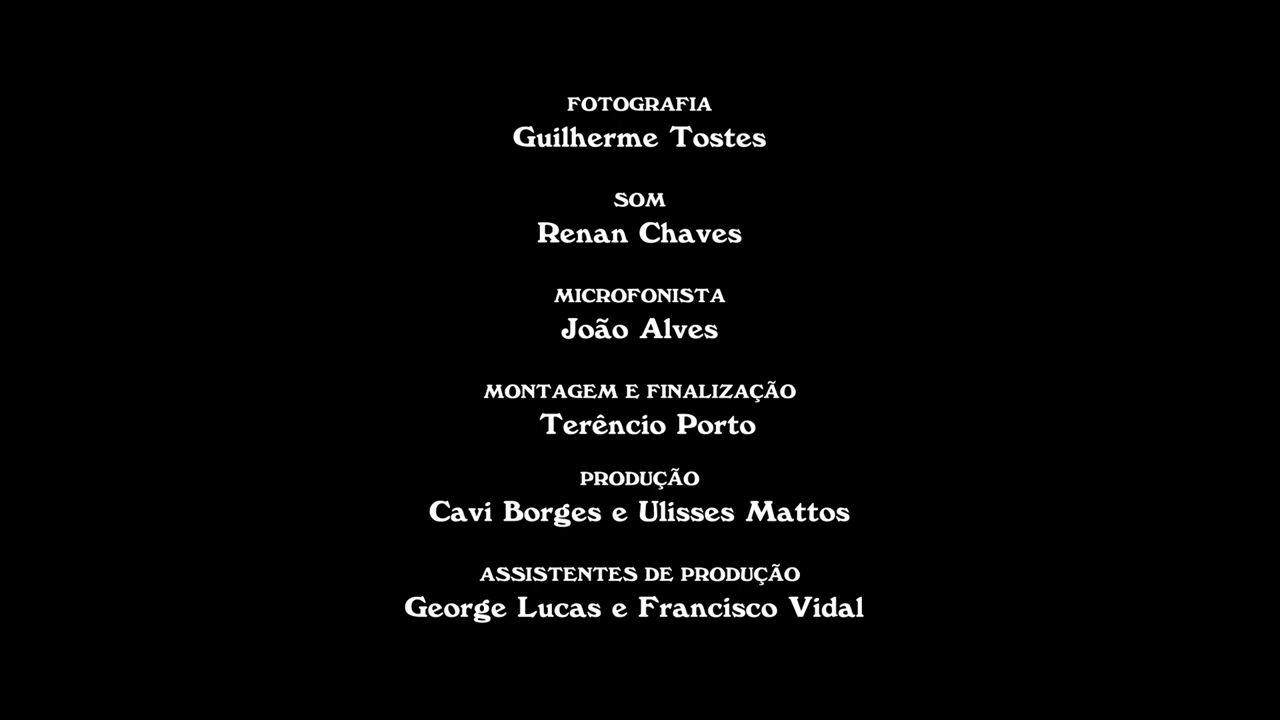 FOTOGRAFIA
Guilherme Tostes
SOM
Renan Chaves
MICROFONISTA
João Alves
MONTAGEM E FINALIZAÇÃO
Terêncio Porto
PRODUÇÃO
Cavi Borges e Ulisses Mattos
ASSISTENTES DE PRODUÇÃO
George Lucas e Francisco Vidal